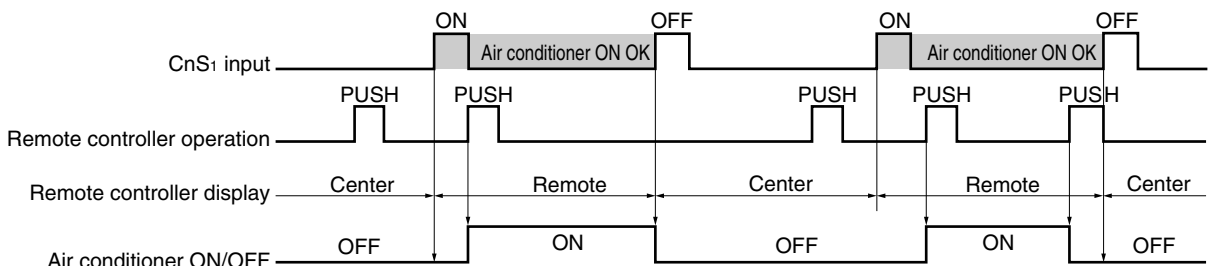 ON OFF ON OFF
CnS1 input Air conditioner ON OK Air conditioner ON OK
PUSH PUSH PUSH PUSH PUSH
Remote controller operation
Remote controller display Center Remote Center Remote Center
Air conditioner ON/OFF OFF ON OFF ON OFF